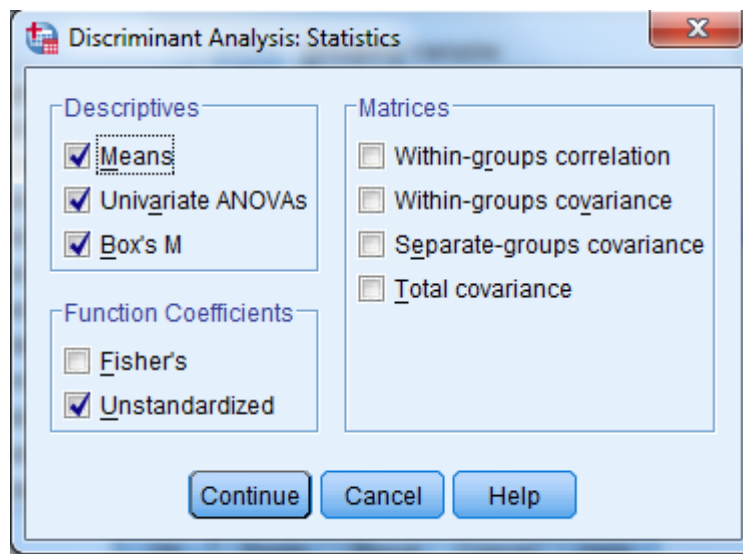 Discriminant Analysis: Statistics
Descriptives
Means
Univariate ANOVAs
Box's M
Function Coefficients
Fisher's
Unstandardized
Matrices
Within-groups correlation
Within-groups covariance
Separate-groups covariance
Total covariance
Continue
Cancel
Help